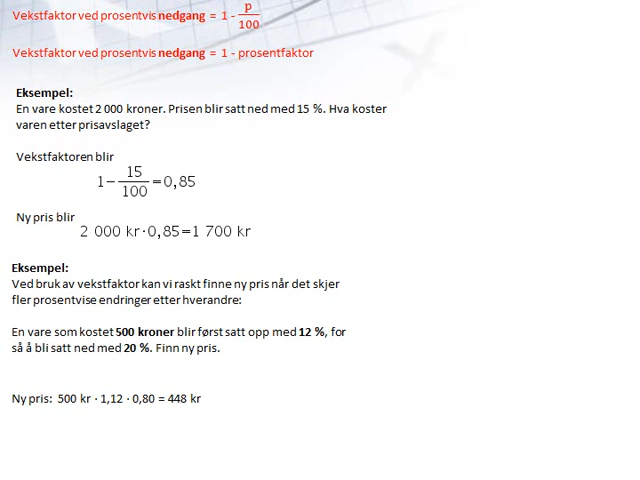 Vekstfaktor ved prosentvis nedgang = 1 - p/100
Vekstfaktor ved prosentvis nedgang = 1 - prosentfaktor
Eksempel:
En vare kostet 2 000 kroner. Prisen blir satt ned med 15 %. Hva koster
varen etter prisavslaget?
Vekstfaktoren blir
1−15/100=0,85
Ny pris blir
2 000 kr·0,85=1 700 kr
Eksempel:
Ved bruk av vekstfaktor kan vi raskt finne ny pris når det skjer
fler prosentvise endringer etter hverandre:
En vare som kostet 500 kroner blir først satt opp med 12 %, for
så å bli satt ned med 20 %. Finn ny pris.
Ny pris: 500 kr · 1,12 · 0,80 = 448 kr